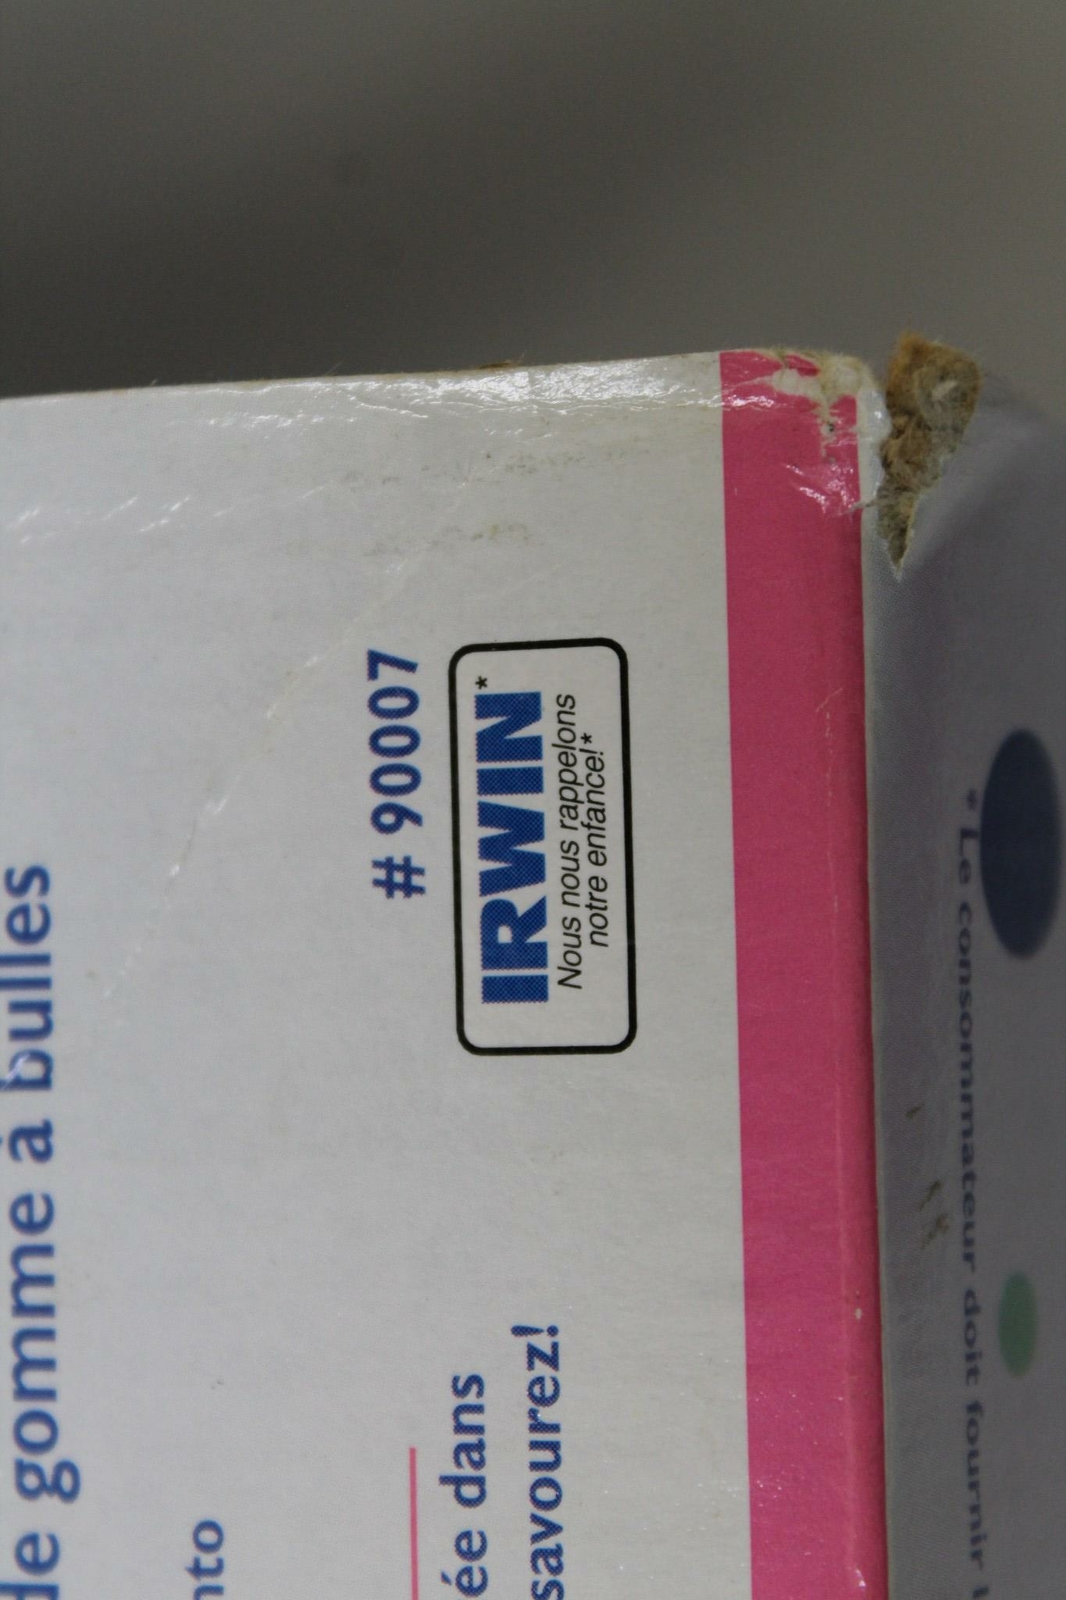 de gomme à bulles
nto
# 90007
IRWIN*
Nous nous rappelons
notre enfance!*
ée dans
savourez!
* Le consommateur doit fournir l